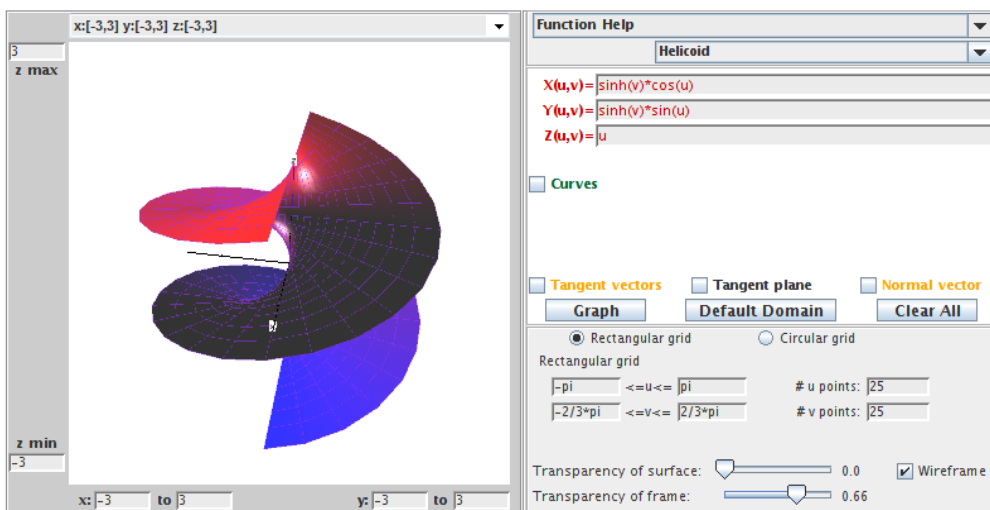 x:[-3,3] y:[-3,3] z:[-3,3]
3
z max
z min
-3
x: -3 to 3 y: -3 to 3
Function Help
Helicoid
X(u,v)= sinh(v)*cos(u)
Y(u,v)= sinh(v)*sin(u)
Z(u,v)= u
Curves
Tangent vectors Tangent plane Normal vector
Graph Default Domain Clear All
Rectangular grid Circular grid
Rectangular grid
-pi <=u<= pi # u points: 25
-2/3*pi <=v<= 2/3*pi # v points: 25
Transparency of surface: 0.0 Wireframe
Transparency of frame: 0.66